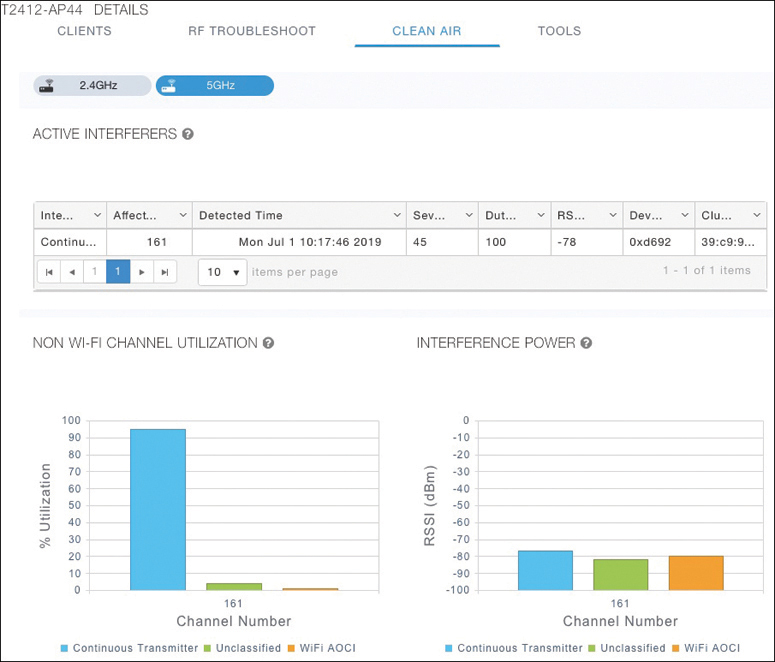 T2412-AP44 DETAILS
CLIENTS RF TROUBLESHOOT CLEAN AIR TOOLS
2.4GHz 5GHz
ACTIVE INTERFERERS ?
Inte... Affect... Detected Time Sev... Dut... RS... Dev... Clu...
Continu... 161 Mon Jul 1 10:17:46 2019 45 100 -78 0xd692 39:c9:9...
1 1 10 items per page 1 - 1 of 1 items
NON WI-FI CHANNEL UTILIZATION ?
100
90
80
70
60
50
40
30
20
10
0
% Utilization
161
Channel Number
Continuous Transmitter Unclassified WiFi AOCI
INTERFERENCE POWER ?
0
-10
-20
-30
-40
-50
-60
-70
-80
-90
-100
RSSI (dBm)
161
Channel Number
Continuous Transmitter Unclassified WiFi AOCI